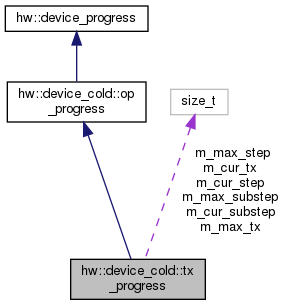 hw::device_progress
hw::device_cold::op
_progress
size_t
m_max_step
m_cur_tx
m_cur_step
m_max_substep
m_cur_substep
m_max_tx
hw::device_cold::tx
_progress